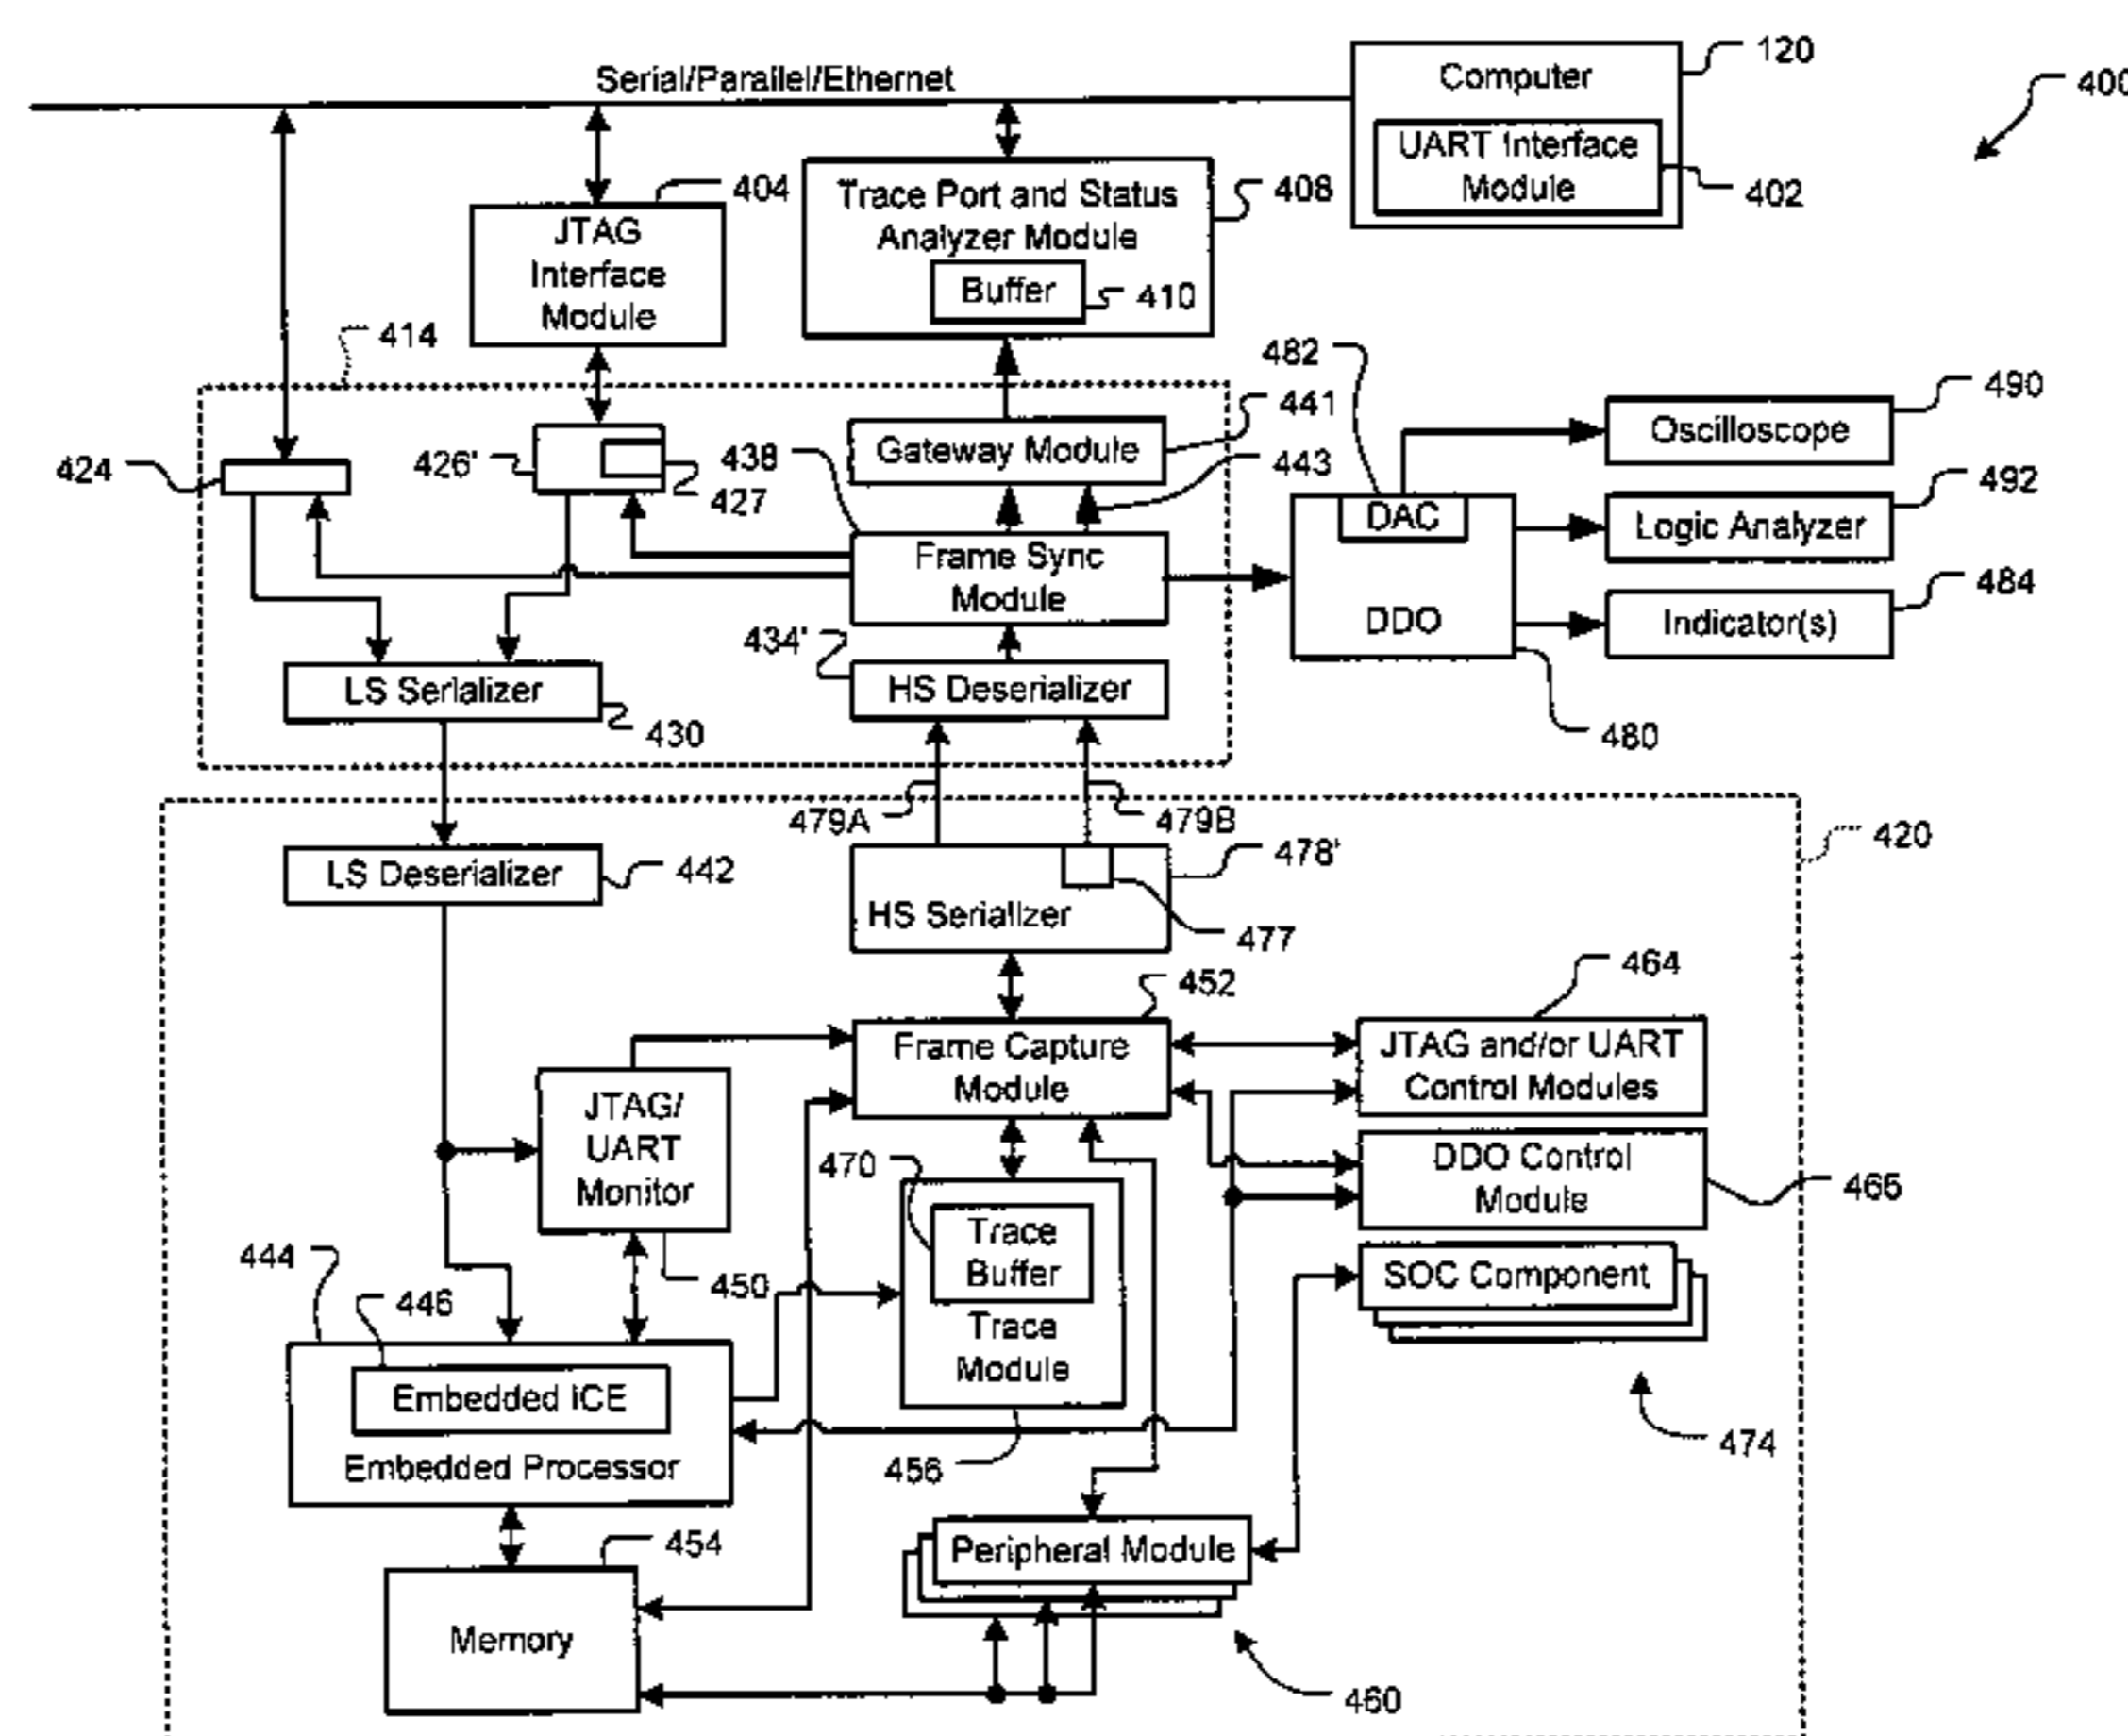 Serial/Parallel/Ethernet
Computer
120
400
UART Interface
Module
402
404
JTAG
Interface
Module
Trace Port and Status
Analyzer Module
408
Buffer
410
414
482
490
Oscilloscope
441
Gateway Module
424
426'
427
438
443
492
DAC
Logic Analyzer
Frame Sync
Module
484
DDO
Indicator(s)
434'
HS Deserializer
LS Serializer
430
480
479A
479B
420
LS Deserializer
442
478'
HS Serializer
477
464
452
Frame Capture
Module
JTAG and/or UART
Control Modules
JTAG/
UART
Monitor
470
DDO Control
Module
466
Trace
Buffer
444
450
446
SOC Component
Trace
Module
Embedded ICE
474
Embedded Processor
456
454
Peripheral Module
Memory
460